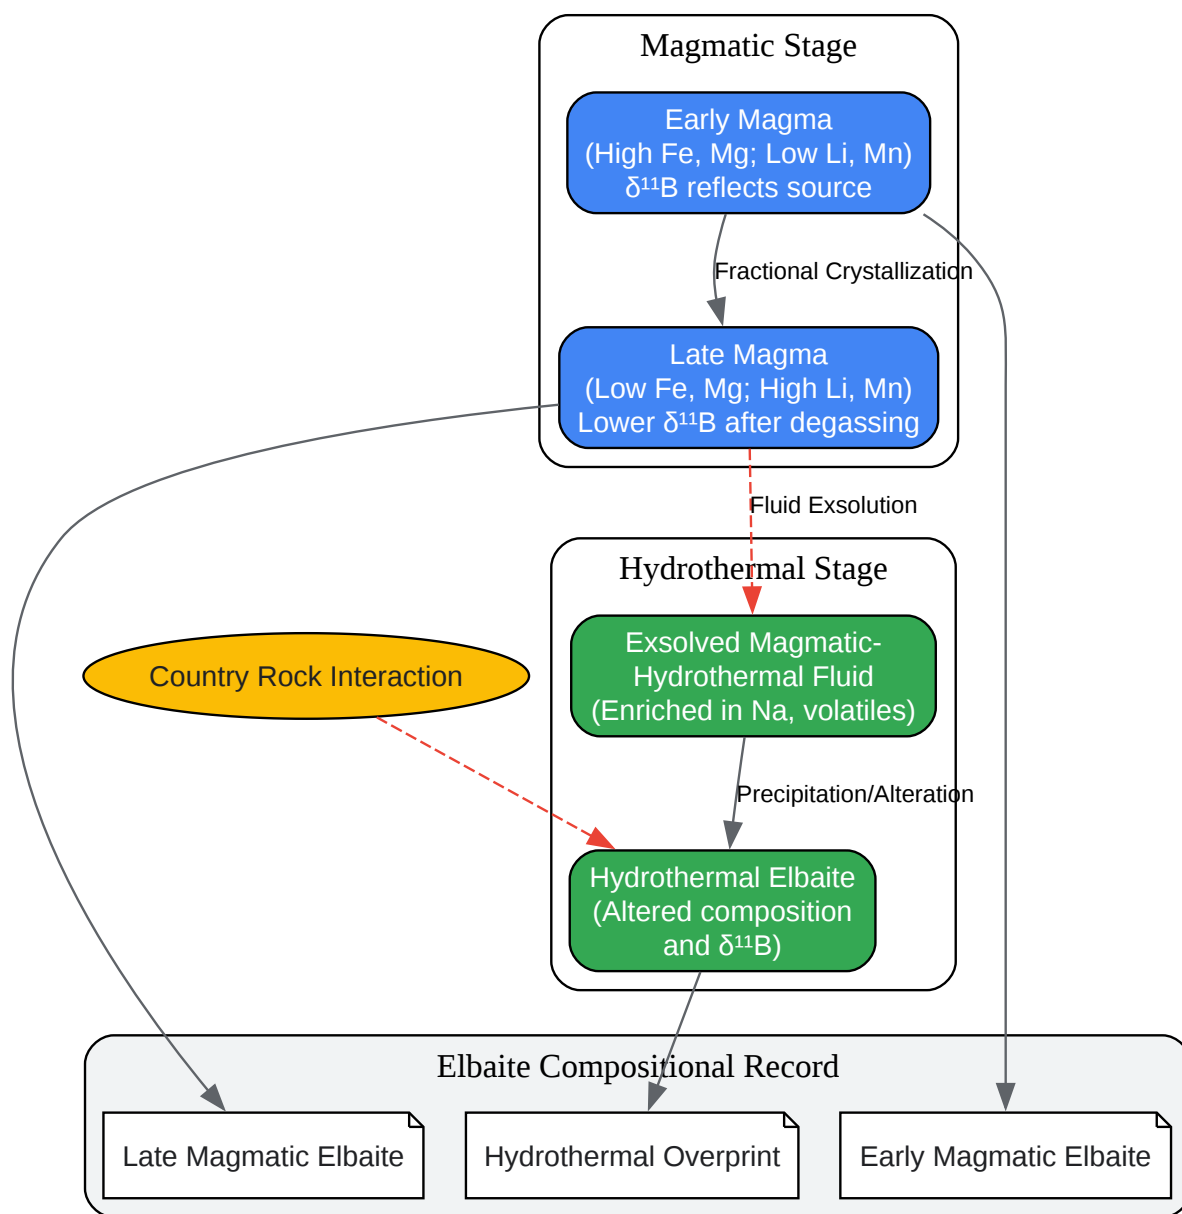 Magmatic Stage
Early Magma
(High Fe, Mg; Low Li, Mn)
δ¹¹B reflects source
Fractional Crystallization
Late Magma
(Low Fe, Mg; High Li, Mn)
Lower δ¹¹B after degassing
Fluid Exsolution
Hydrothermal Stage
Exsolved Magmatic-
Hydrothermal Fluid
(Enriched in Na, volatiles)
Country Rock Interaction
Precipitation/Alteration
Hydrothermal Elbaite
(Altered composition
and δ¹¹B)
Elbaite Compositional Record
Late Magmatic Elbaite
Hydrothermal Overprint
Early Magmatic Elbaite